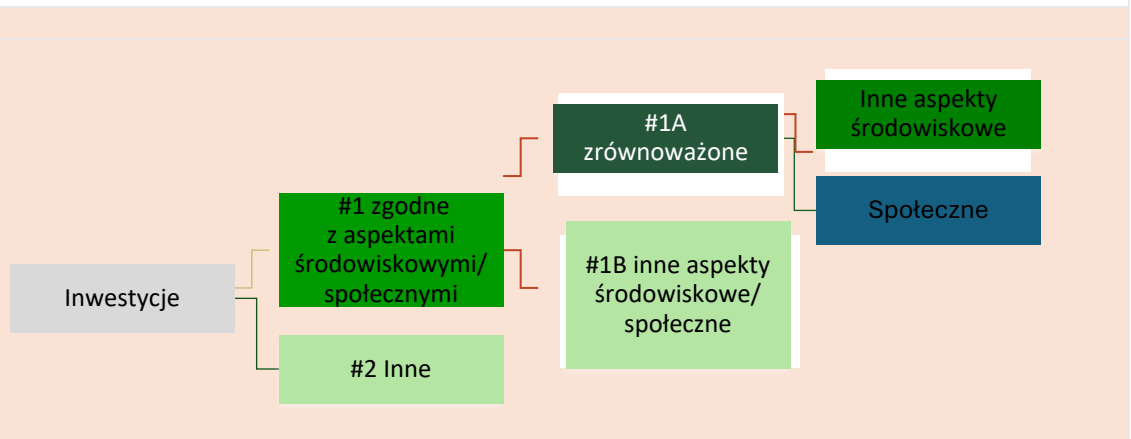 Inwestycje
#1 zgodne
z aspektami
środowiskowymi/
społecznymi
#2 Inne
#1A
zrównoważone
#1B inne aspekty
środowiskowe/
społeczne
Inne aspekty
środowiskowe
Społeczne